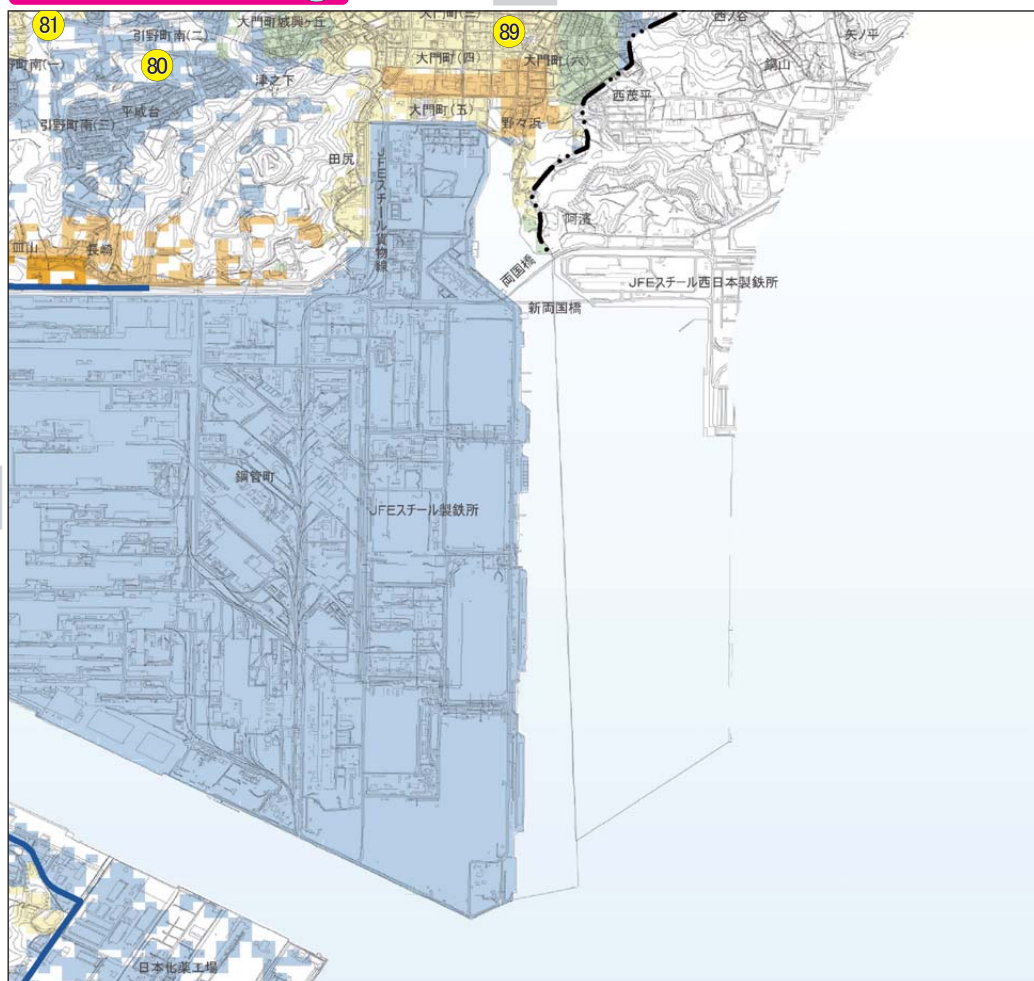 81
89
80
大門町城興ヶ丘
大門町(三)
西ノ谷
矢ノ平
引野町南(二)
大門町(四)
大門町(六)
鍋山
津之下
西茂平
平成台
大門町(五)
引野町南(三)
野々浜
田尻
JFEスチール貨物線
皿山
長崎
阿濱
両国橋
JFEスチール西日本製鉄所
新両国橋
鋼管町
JFEスチール製鉄所
日本化薬工場